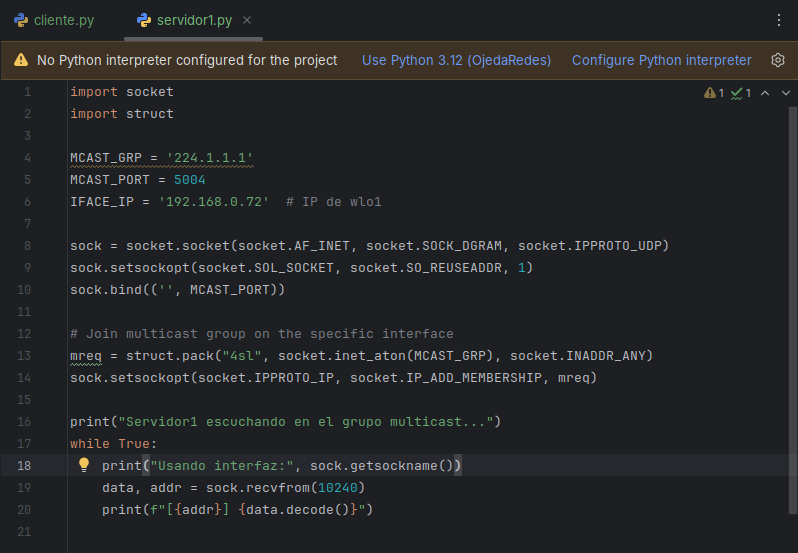 cliente.py servidor1.py
No Python interpreter configured for the project Use Python 3.12 (OjedaRedes) Configure Python interpreter
1 import socket 1 1
2 import struct
3
4 MCAST_GRP = '224.1.1.1'
5 MCAST_PORT = 5004
6 IFACE_IP = '192.168.0.72'  # IP de wlo1
7
8 sock = socket.socket(socket.AF_INET, socket.SOCK_DGRAM, socket.IPPROTO_UDP)
9 sock.setsockopt(socket.SOL_SOCKET, socket.SO_REUSEADDR, 1)
10 sock.bind(('', MCAST_PORT))
11
12 # Join multicast group on the specific interface
13 mreq = struct.pack("4sl", socket.inet_aton(MCAST_GRP), socket.INADDR_ANY)
14 sock.setsockopt(socket.IPPROTO_IP, socket.IP_ADD_MEMBERSHIP, mreq)
15
16 print("Servidor1 escuchando en el grupo multicast...")
17 while True:
18     print("Usando interfaz:", sock.getsockname())
19     data, addr = sock.recvfrom(10240)
20     print(f"[{addr}] {data.decode()}")
21